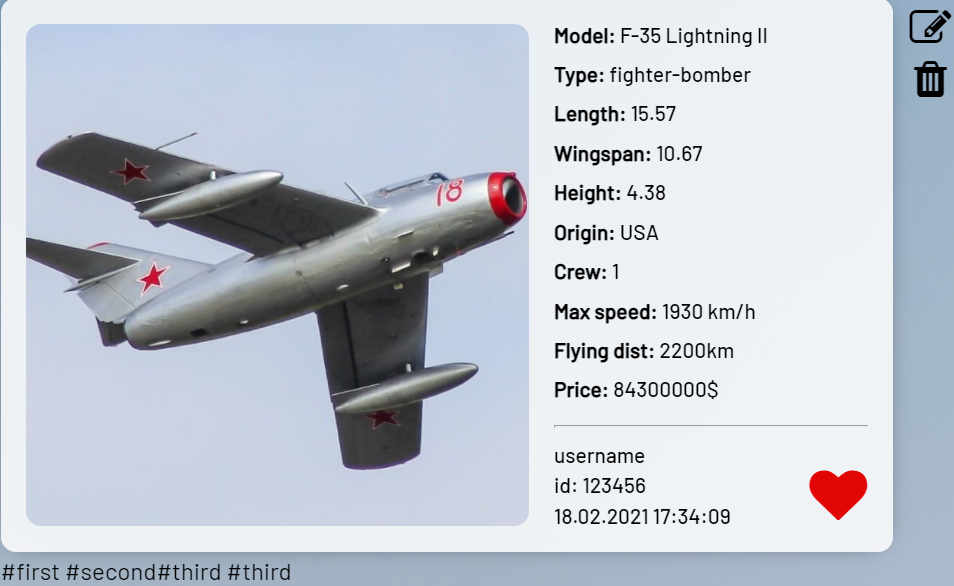 18
Model: F-35 Lightning II
Type: fighter-bomber
Length: 15.57
Wingspan: 10.67
Height: 4.38
Origin: USA
Crew: 1
Max speed: 1930 km/h
Flying dist: 2200km
Price: 84300000$
username
id: 123456
18.02.2021 17:34:09
#first #second#third #third